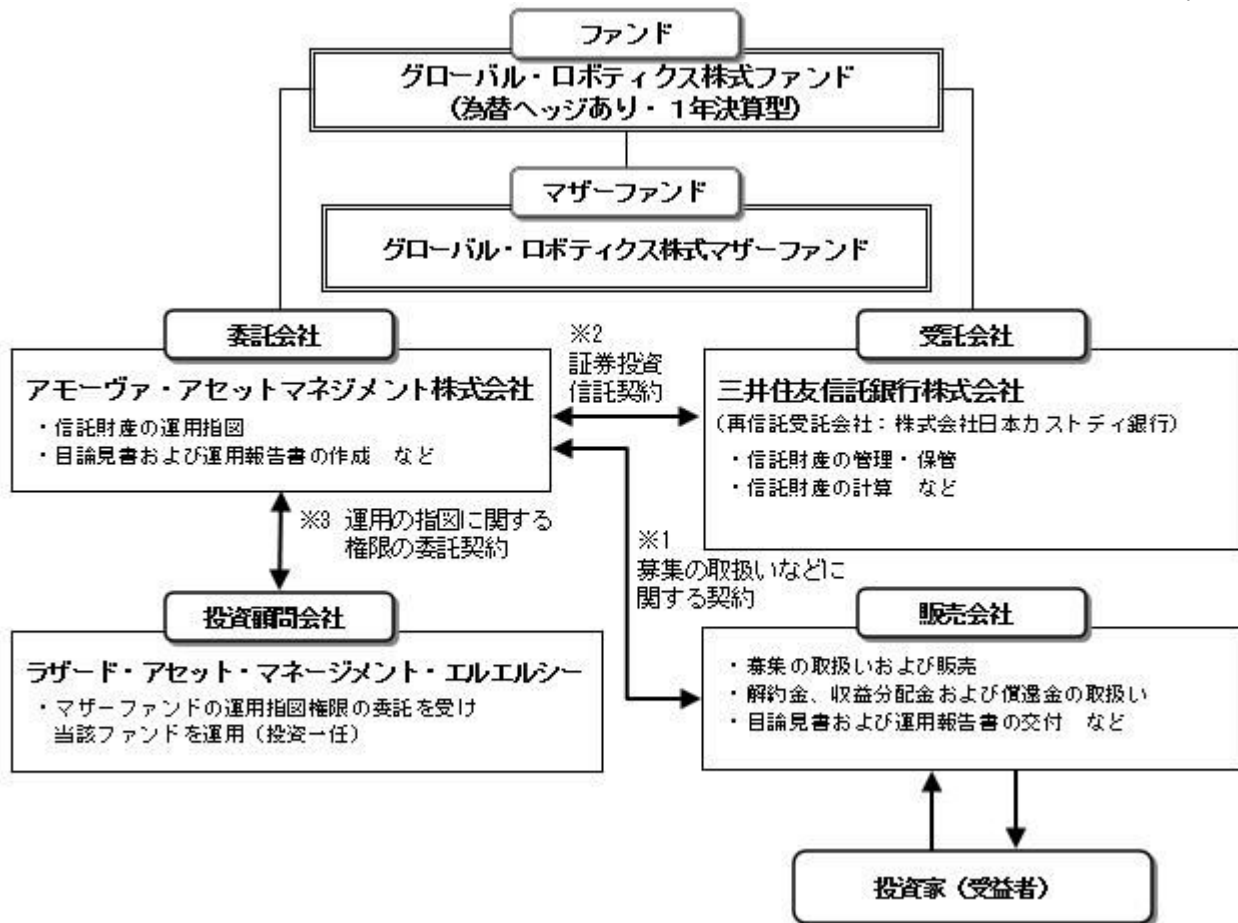 ファンド
グローバル・ロボティクス株式ファンド
(為替ヘッジあり・1年決算型)
マザーファンド
グローバル・ロボティクス株式マザーファンド
委託会社
アモーヴァ・アセットマネジメント株式会社
・信託財産の運用指図
・目論見書および運用報告書の作成　など
※2
証券投資
信託契約
受託会社
三井住友信託銀行株式会社
(再信託受託会社：株式会社日本カストディ銀行)
・信託財産の管理・保管
・信託財産の計算　など
※3 運用の指図に関する
権限の委託契約
※1
募集の取扱いなどに
関する契約
投資顧問会社
ラザード・アセット・マネージメント・エルエルシー
・マザーファンドの運用指図権限の委託を受け
当該ファンドを運用（投資一任）
販売会社
・募集の取扱いおよび販売
・解約金、収益分配金および償還金の取扱い
・目論見書および運用報告書の交付　など
投資家（受益者）